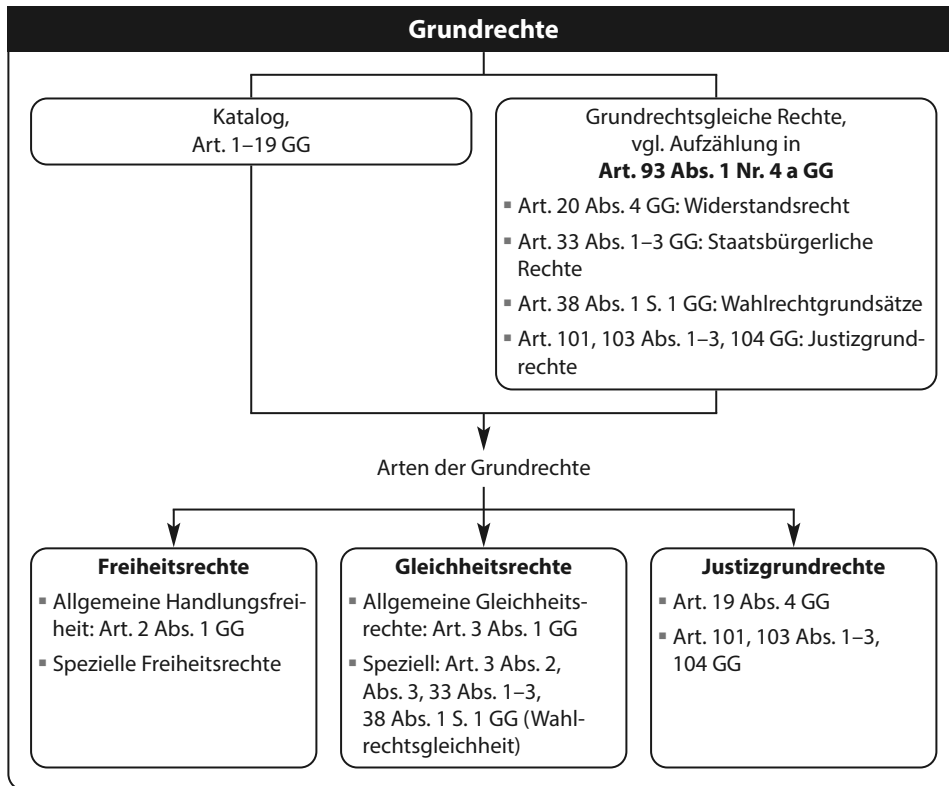 Grundrechte
Katalog,
Art. 1–19 GG
Grundrechtsgleiche Rechte,
vgl. Aufzählung in
Art. 93 Abs. 1 Nr. 4 a GG
▪ Art. 20 Abs. 4 GG: Widerstandsrecht
▪ Art. 33 Abs. 1–3 GG: Staatsbürgerliche
Rechte
▪ Art. 38 Abs. 1 S. 1 GG: Wahlrechtgrundsätze
▪ Art. 101, 103 Abs. 1–3, 104 GG: Justizgrund-
rechte
Arten der Grundrechte
Freiheitsrechte
▪ Allgemeine Handlungsfrei-
heit: Art. 2 Abs. 1 GG
▪ Spezielle Freiheitsrechte
Gleichheitsrechte
▪ Allgemeine Gleichheits-
rechte: Art. 3 Abs. 1 GG
▪ Speziell: Art. 3 Abs. 2,
Abs. 3, 33 Abs. 1–3,
38 Abs. 1 S. 1 GG (Wahl-
rechtsgleichheit)
Justizgrundrechte
▪ Art. 19 Abs. 4 GG
▪ Art. 101, 103 Abs. 1–3,
104 GG